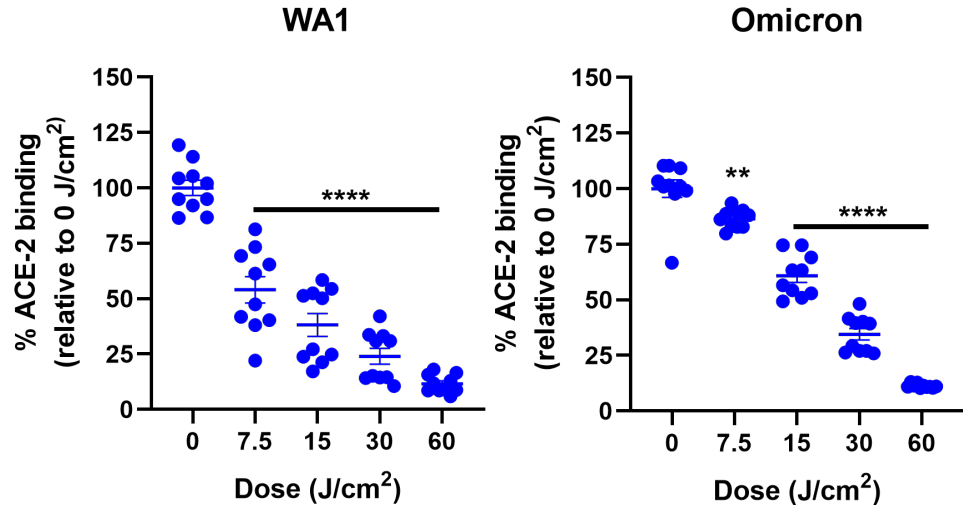 WA1
% ACE-2 binding
(relative to 0 J/cm²)
150
125
100
75
50
25
0
****
0 7.5 15 30 60
Dose (J/cm²)
Omicron
% ACE-2 binding
(relative to 0 J/cm²)
150
125
100
75
50
25
0
**
****
0 7.5 15 30 60
Dose (J/cm²)